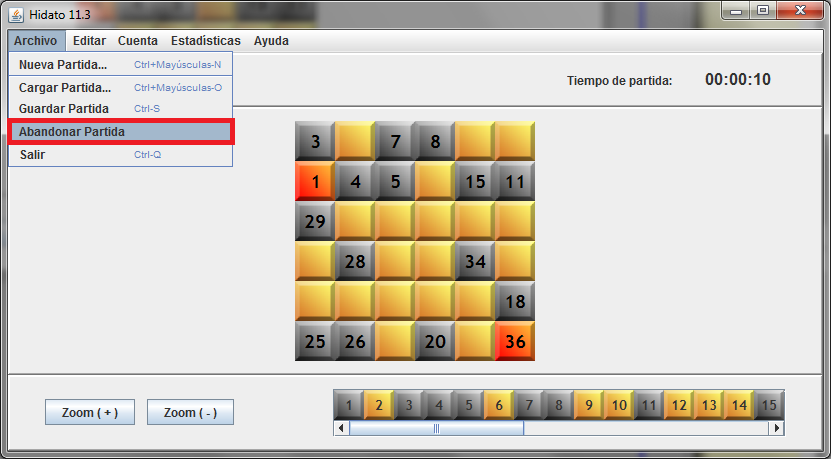 Hidato 11.3
Archivo Editar Cuenta Estadísticas Ayuda
Nueva Partida... Ctrl+Mayúsculas-N
Cargar Partida... Ctrl+Mayúsculas-O
Guardar Partida Ctrl-S
Abandonar Partida
Salir Ctrl-Q
Tiempo de partida: 00:00:10
3 7 8
1 4 5 15 11
29
28 34
18
25 26 20 36
Zoom ( + ) Zoom ( - )
1 2 3 4 5 6 7 8 9 10 11 12 13 14 15